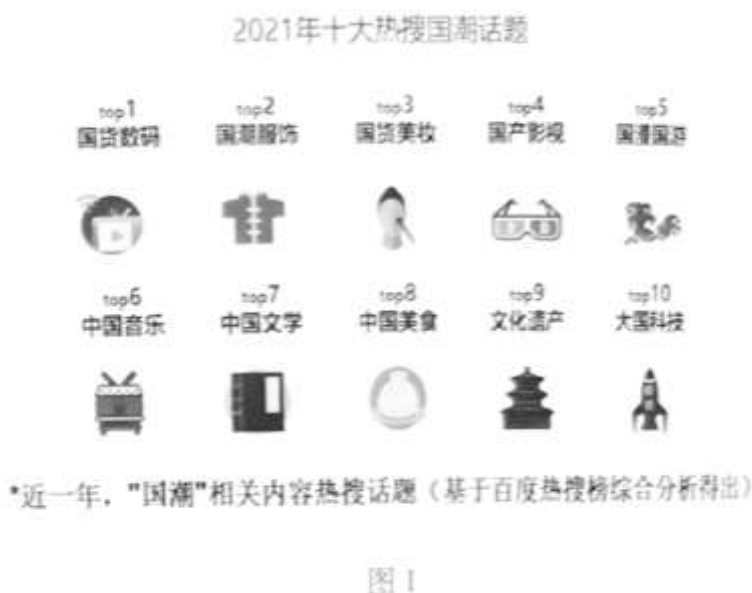 2021年十大热搜国潮话题
top1 top2 top3 top4 top5
国货数码 国潮服饰 国货美妆 国产影视 国漫国游
top6 top7 top8 top9 top10
中国音乐 中国文学 中国美食 文化遗产 大国科技
*近一年，"国潮"相关内容热搜话题（基于百度热搜榜综合分析得出）
图1